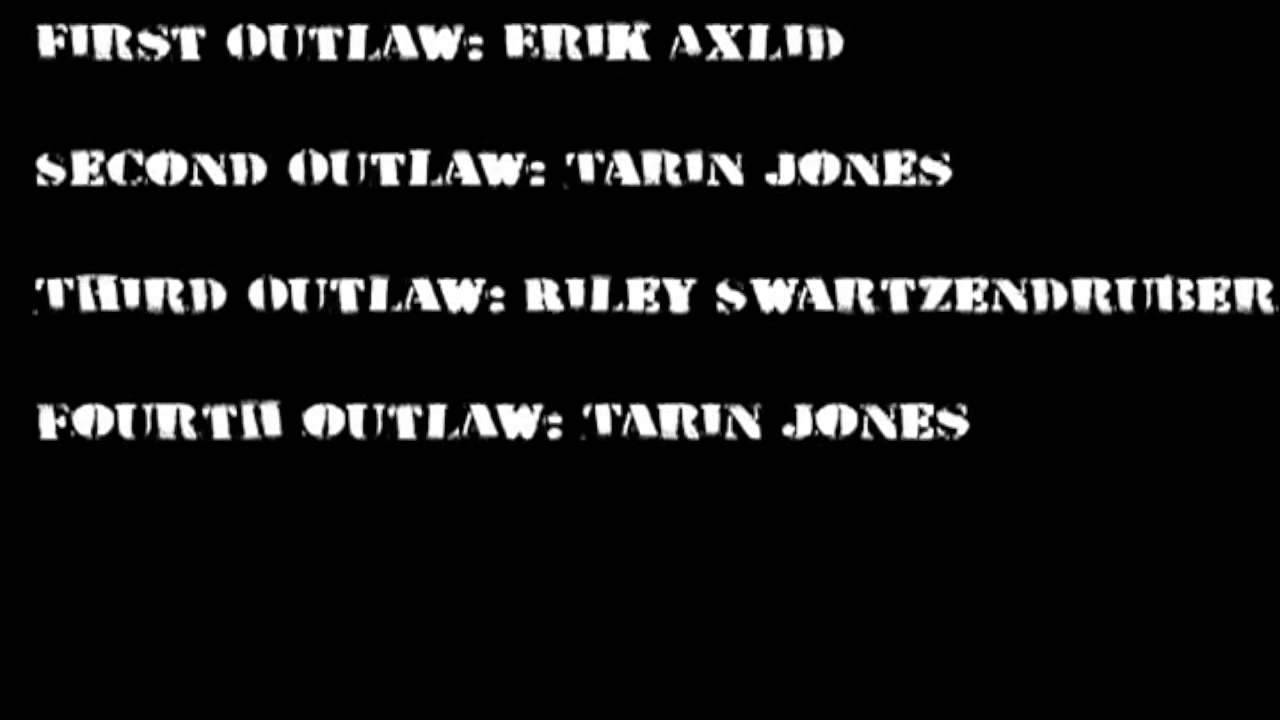 FIRST OUTLAW: ERIK AXLID
SECOND OUTLAW: TARIN JONES
THIRD OUTLAW: RILEY SWARTZENDRUBER
FOURTH OUTLAW: TARIN JONES